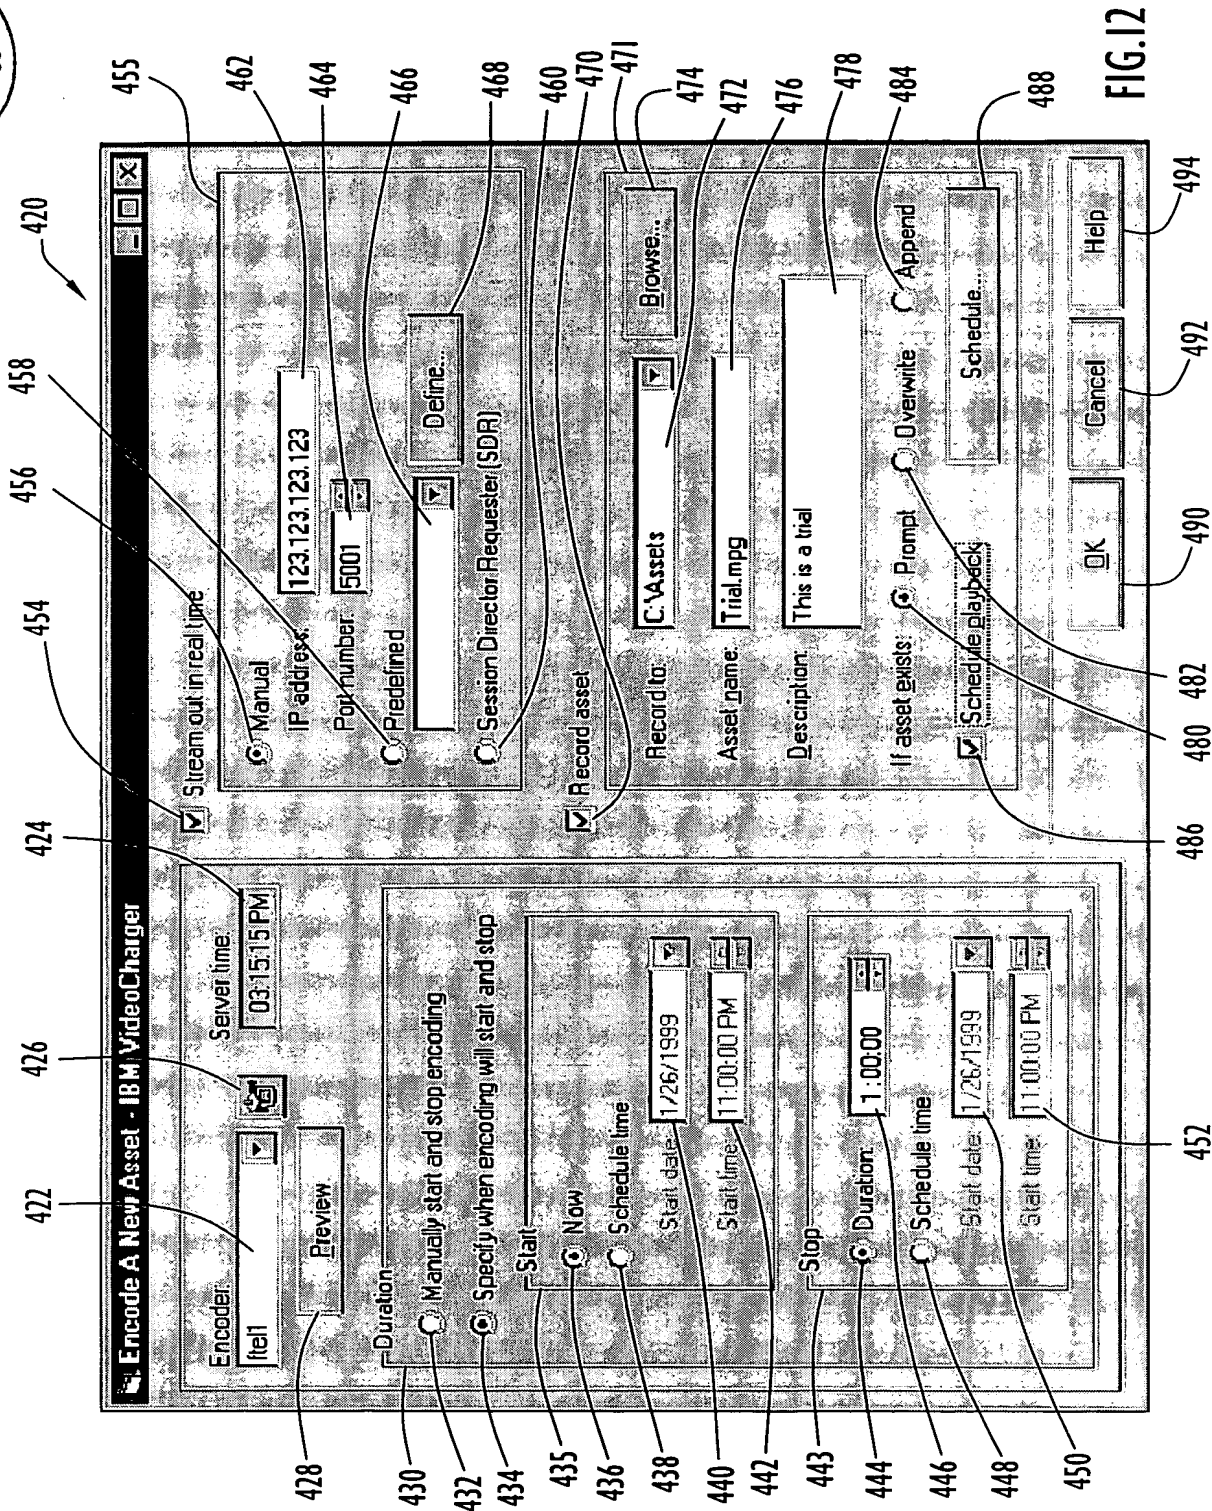 420
Encode A New Asset - IBM VideoCharger
422
426
424
454
456
458
455
462
464
466
468
460
470
471
474
472
476
478
484
488
Encoder:
ftel1
Server time:
03:15:15 PM
Preview
Duration
Manually start and stop encoding
Specify when encoding will start and stop
Start
Now
Schedule time
Start date:
1/26/1999
Start time:
11:00:00 PM
Stop
Duration:
1:00:00
Schedule time
Start date:
1/26/1999
Start time:
11:00:00 PM
Stream out in real time
Manual
IP address:
123.123.123.123
Port number:
5001
Predefined
Define...
Session Director Requester (SDR)
Record asset
Record to:
C:\Assets
Browse...
Asset name:
Trial.mpg
Description:
This is a trial
If asset exists:
Prompt
Overwrite
Append
Schedule playback
Schedule...
OK
Cancel
Help
428
430
432
434
435
436
438
440
442
443
444
446
448
450
452
486
480
482
490
492
494
FIG.12